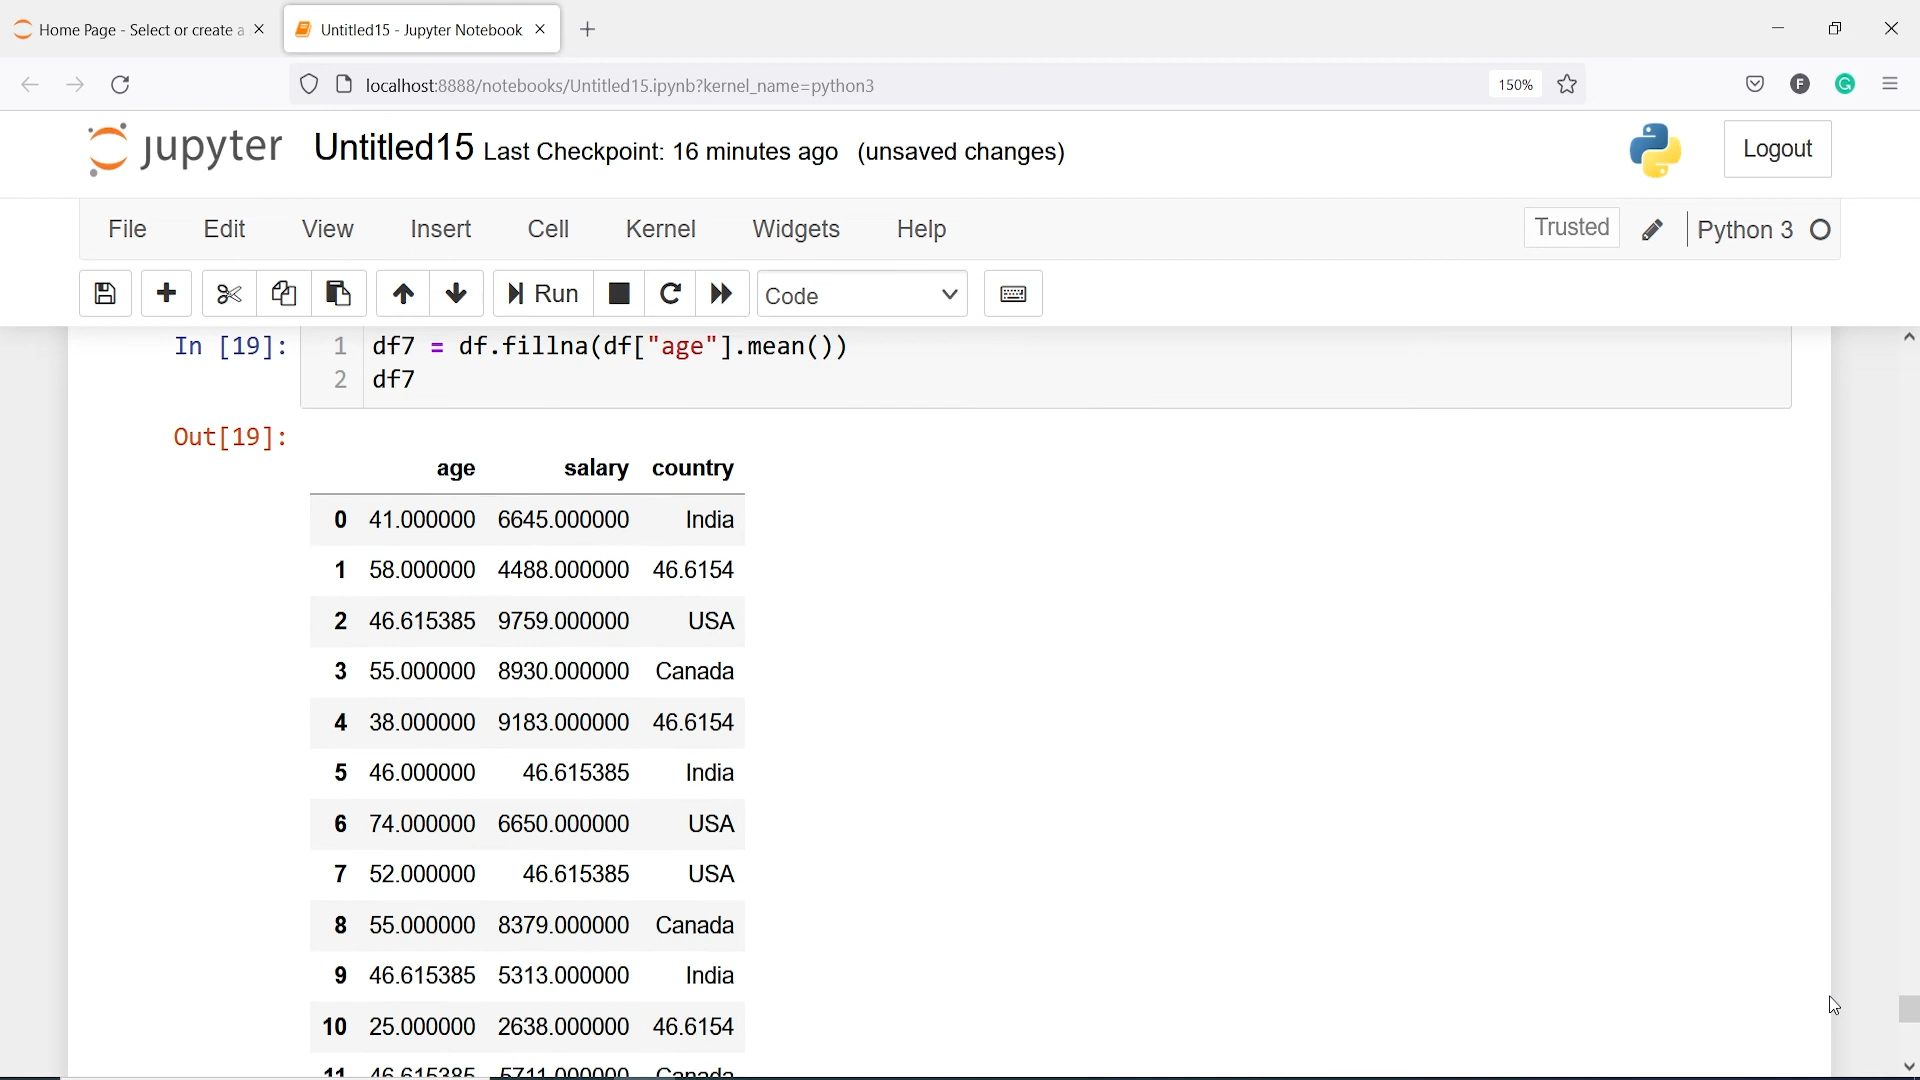 Home Page - Select or create a
Untitled15 - Jupyter Notebook
localhost:8888/notebooks/Untitled15.ipynb?kernel_name=python3
150%
F
G
jupyter Untitled15 Last Checkpoint: 16 minutes ago (unsaved changes)
Logout
File Edit View Insert Cell Kernel Widgets Help
Trusted Python 3
Run Code
In [19]: 1 df7 = df.fillna(df["age"].mean())
2 df7
Out[19]:
age salary country
0 41.000000 6645.000000 India
1 58.000000 4488.000000 46.6154
2 46.615385 9759.000000 USA
3 55.000000 8930.000000 Canada
4 38.000000 9183.000000 46.6154
5 46.000000 46.615385 India
6 74.000000 6650.000000 USA
7 52.000000 46.615385 USA
8 55.000000 8379.000000 Canada
9 46.615385 5313.000000 India
10 25.000000 2638.000000 46.6154
11 46.615385 5711.000000 Canada